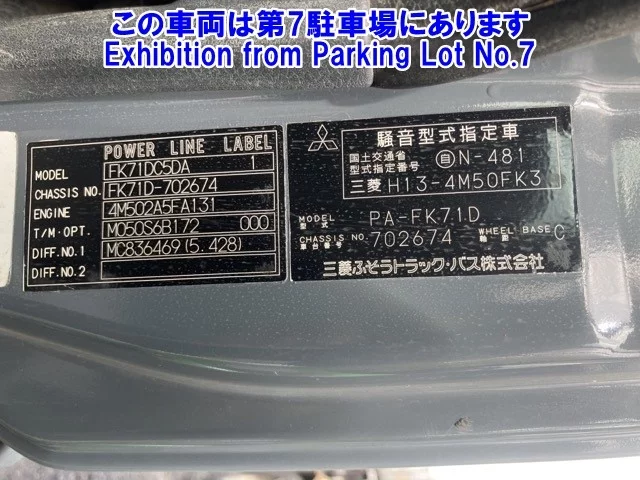 この車両は第7駐車場にあります
Exhibition from Parking Lot No.7
POWER LINE LABEL
MODEL FK71DC5DA 1
CHASSIS NO. FK71D-702674
ENGINE 4M502A5FA131
T/M・OPT. M050S6B172 000
DIFF. NO.1 MC836469(5.428)
DIFF. NO.2
騒音型式指定車
国土交通省
型式指定番号 自N-481
三菱 H13-4M50FK3
MODEL 型式 PA-FK71D
CHASSIS NO. 車台番号 702674 WHEEL BASE 軸距 C
三菱ふそうトラック・バス株式会社